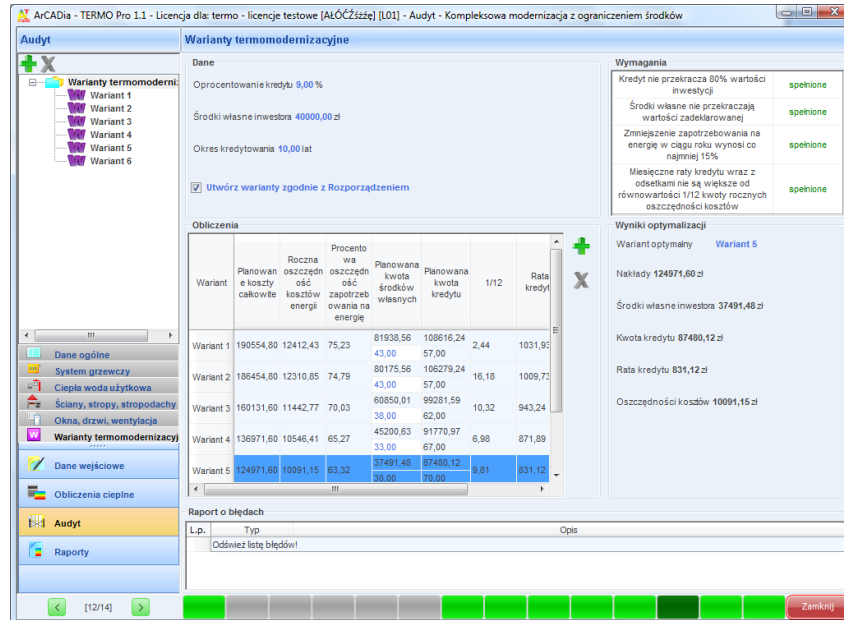 ArCADia - TERMO Pro 1.1 - Licencja dla: termo - licencje testowe [AŁÓĆŹśżżę] [L01] - Audyt - Kompleksowa modernizacja z ograniczeniem środków
Audyt
Warianty termomoderni:
Wariant 1
Wariant 2
Wariant 3
Wariant 4
Wariant 5
Wariant 6
Dane ogólne
System grzewczy
Ciepła woda użytkowa
Ściany, stropy, stropodachy
Okna, drzwi, wentylacja
Warianty termomodernizacyj
Dane wejściowe
Obliczenia cieplne
Audyt
Raporty
[12/14]
Warianty termomodernizacyjne
Dane
Oprocentowanie kredytu 9,00 %
Środki własne inwestora 40000,00 zł
Okres kredytowania 10,00 lat
Utwórz warianty zgodnie z Rozporządzeniem
Wymagania
Kredyt nie przekracza 80% wartości
inwestycji
spełnione
Środki własne nie przekraczają
wartości zadeklarowanej
spełnione
Zmniejszenie zapotrzebowania na
energię w ciągu roku wynosi co
najmniej 15%
spełnione
Miesięczne raty kredytu wraz z
odsetkami nie są większe od
równowartości 1/12 kwoty rocznych
oszczędności kosztów
spełnione
Obliczenia
Wariant
Planowan
e koszty
całkowite
Roczna
oszczędn
ość
kosztów
energii
Procento
wa
oszczędn
ość
zapotrzeb
owania na
energię
Planowana
kwota
środków
własnych
Planowana
kwota
kredytu
1/12
Rata
kredyt
Wariant 1 190554,80 12412,43 75,23 81938,56 108616,24 2,44 1031,93
43,00 57,00
Wariant 2 186454,80 12310,85 74,79 80175,56 106279,24 16,18 1009,73
43,00 57,00
Wariant 3 160131,60 11442,77 70,03 60850,01 99281,59 10,32 943,24
38,00 62,00
Wariant 4 136971,60 10546,41 65,27 45200,63 91770,97 6,98 871,89
33,00 67,00
Wariant 5 124971,60 10091,15 63,32 37491,48 87480,12 9,81 831,12
30,00 70,00
Wyniki optymalizacji
Wariant optymalny Wariant 5
Nakłady 124971,60 zł
Środki własne inwestora 37491,48 zł
Kwota kredytu 87480,12 zł
Rata kredytu 831,12 zł
Oszczędności kosztów 10091,15 zł
Raport o błędach
L.p. Typ Opis
Odśwież listę błędów!
Zamknij